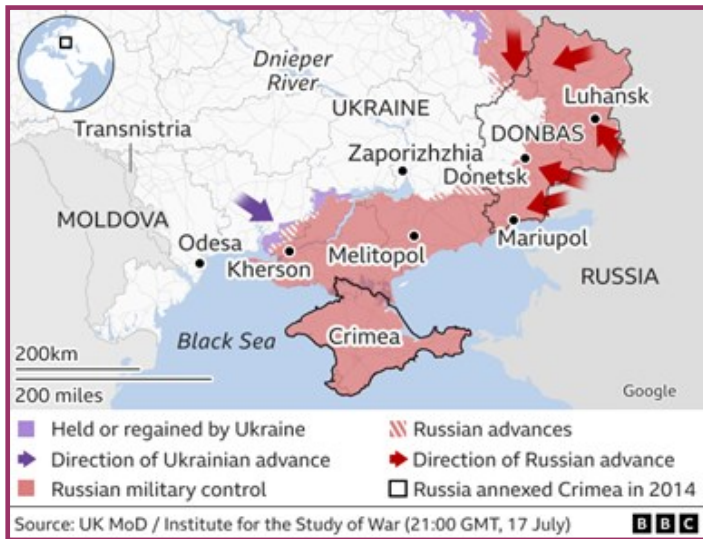 Dnieper
River
UKRAINE
Luhansk
Transnistria
DONBAS
Zaporizhzhia
Donetsk
MOLDOVA
Odesa
Kherson
Melitopol
Mariupol
RUSSIA
Black Sea
Crimea
200km
200 miles
Google
Held or regained by Ukraine
Russian advances
Direction of Ukrainian advance
Direction of Russian advance
Russian military control
Russia annexed Crimea in 2014
Source: UK MoD / Institute for the Study of War (21:00 GMT, 17 July)
BBC